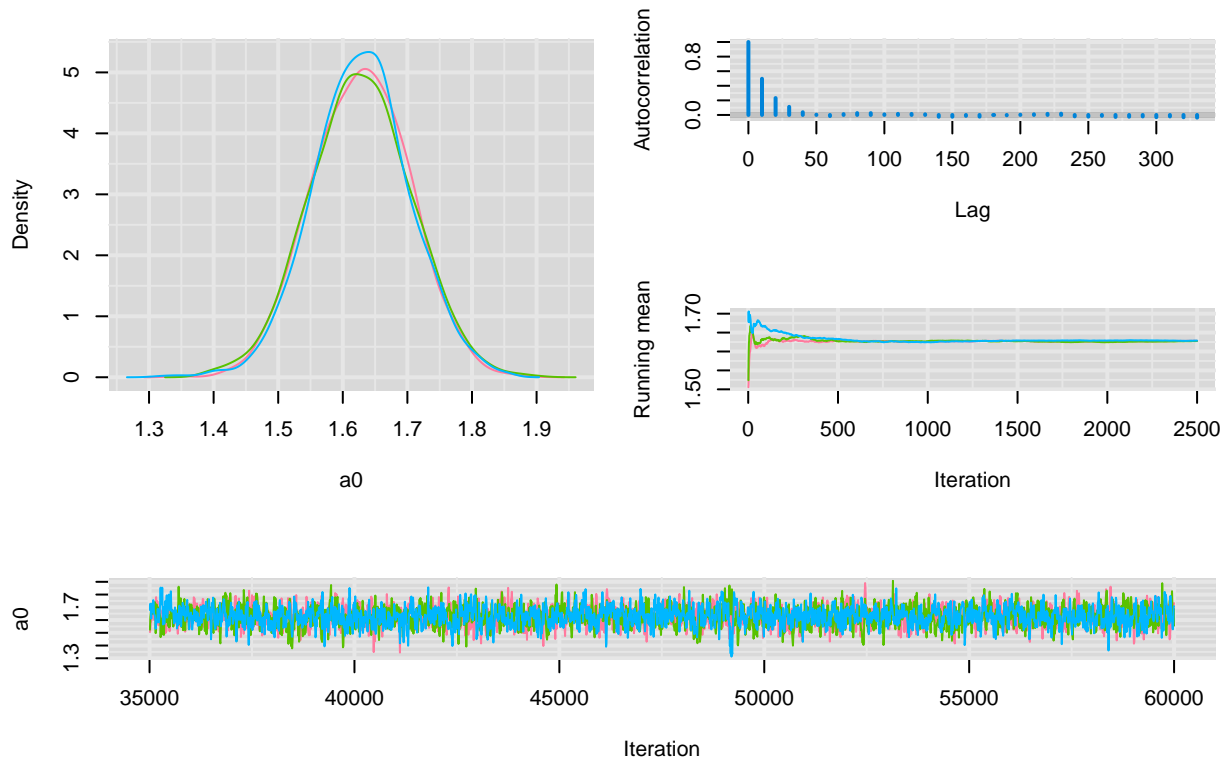 Density
5
4
3
2
1
0
1.3 1.4 1.5 1.6 1.7 1.8 1.9
a0
Autocorrelation
0.8
0.0
0 50 100 150 200 250 300
Lag
Running mean
1.70
1.50
0 500 1000 1500 2000 2500
Iteration
a0
1.7
1.3
35000 40000 45000 50000 55000 60000
Iteration